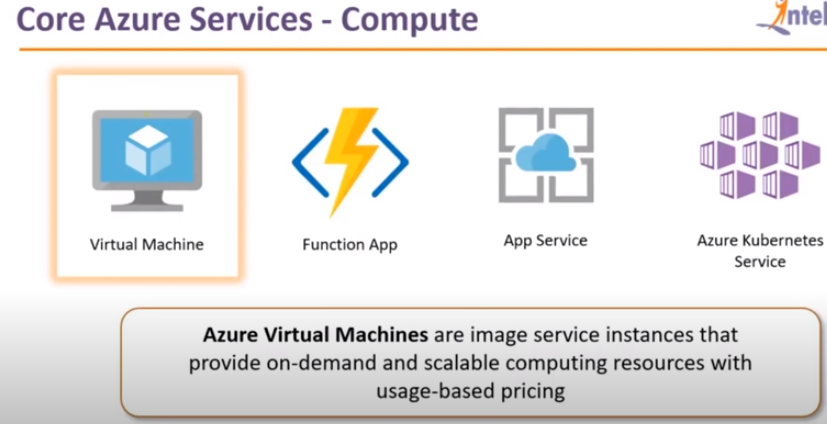 Core Azure Services - Compute
intel
Virtual Machine
Function App
App Service
Azure Kubernetes
Service
Azure Virtual Machines are image service instances that
provide on-demand and scalable computing resources with
usage-based pricing